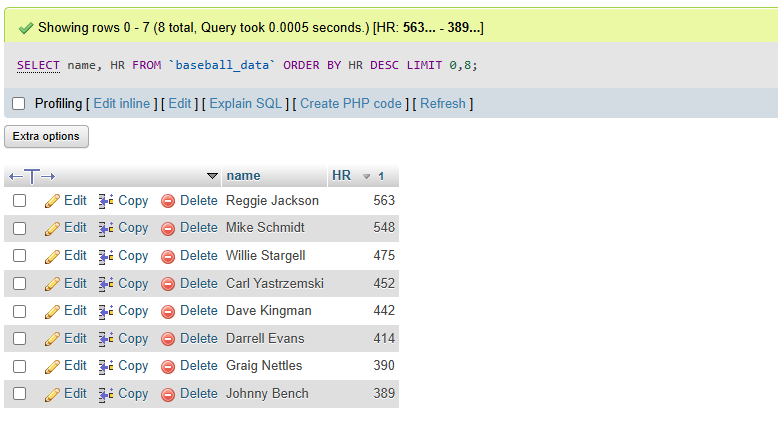 Showing rows 0 - 7 (8 total, Query took 0.0005 seconds.) [HR: 563... - 389...]
SELECT name, HR FROM `baseball_data` ORDER BY HR DESC LIMIT 0,8;
Profiling [ Edit inline ] [ Edit ] [ Explain SQL ] [ Create PHP code ] [ Refresh ]
Extra options
name HR 1
Edit Copy Delete Reggie Jackson 563
Edit Copy Delete Mike Schmidt 548
Edit Copy Delete Willie Stargell 475
Edit Copy Delete Carl Yastrzemski 452
Edit Copy Delete Dave Kingman 442
Edit Copy Delete Darrell Evans 414
Edit Copy Delete Graig Nettles 390
Edit Copy Delete Johnny Bench 389